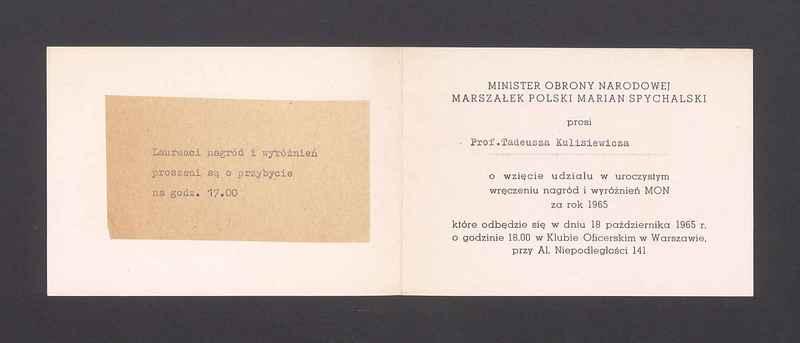 Laureaci nagród i wyróżnień
proszeni są o przybycie
na godz. 17.00
MINISTER OBRONY NARODOWEJ
MARSZAŁEK POLSKI MARIAN SPYCHALSKI
prosi
Prof.Tadeusza Kulisiewicza
o wzięcie udziału w uroczystym
wręczeniu nagród i wyróżnień MON
za rok 1965
które odbędzie się w dniu 18 października 1965 r.
o godzinie 18.00 w Klubie Oficerskim w Warszawie,
przy Al. Niepodległości 141